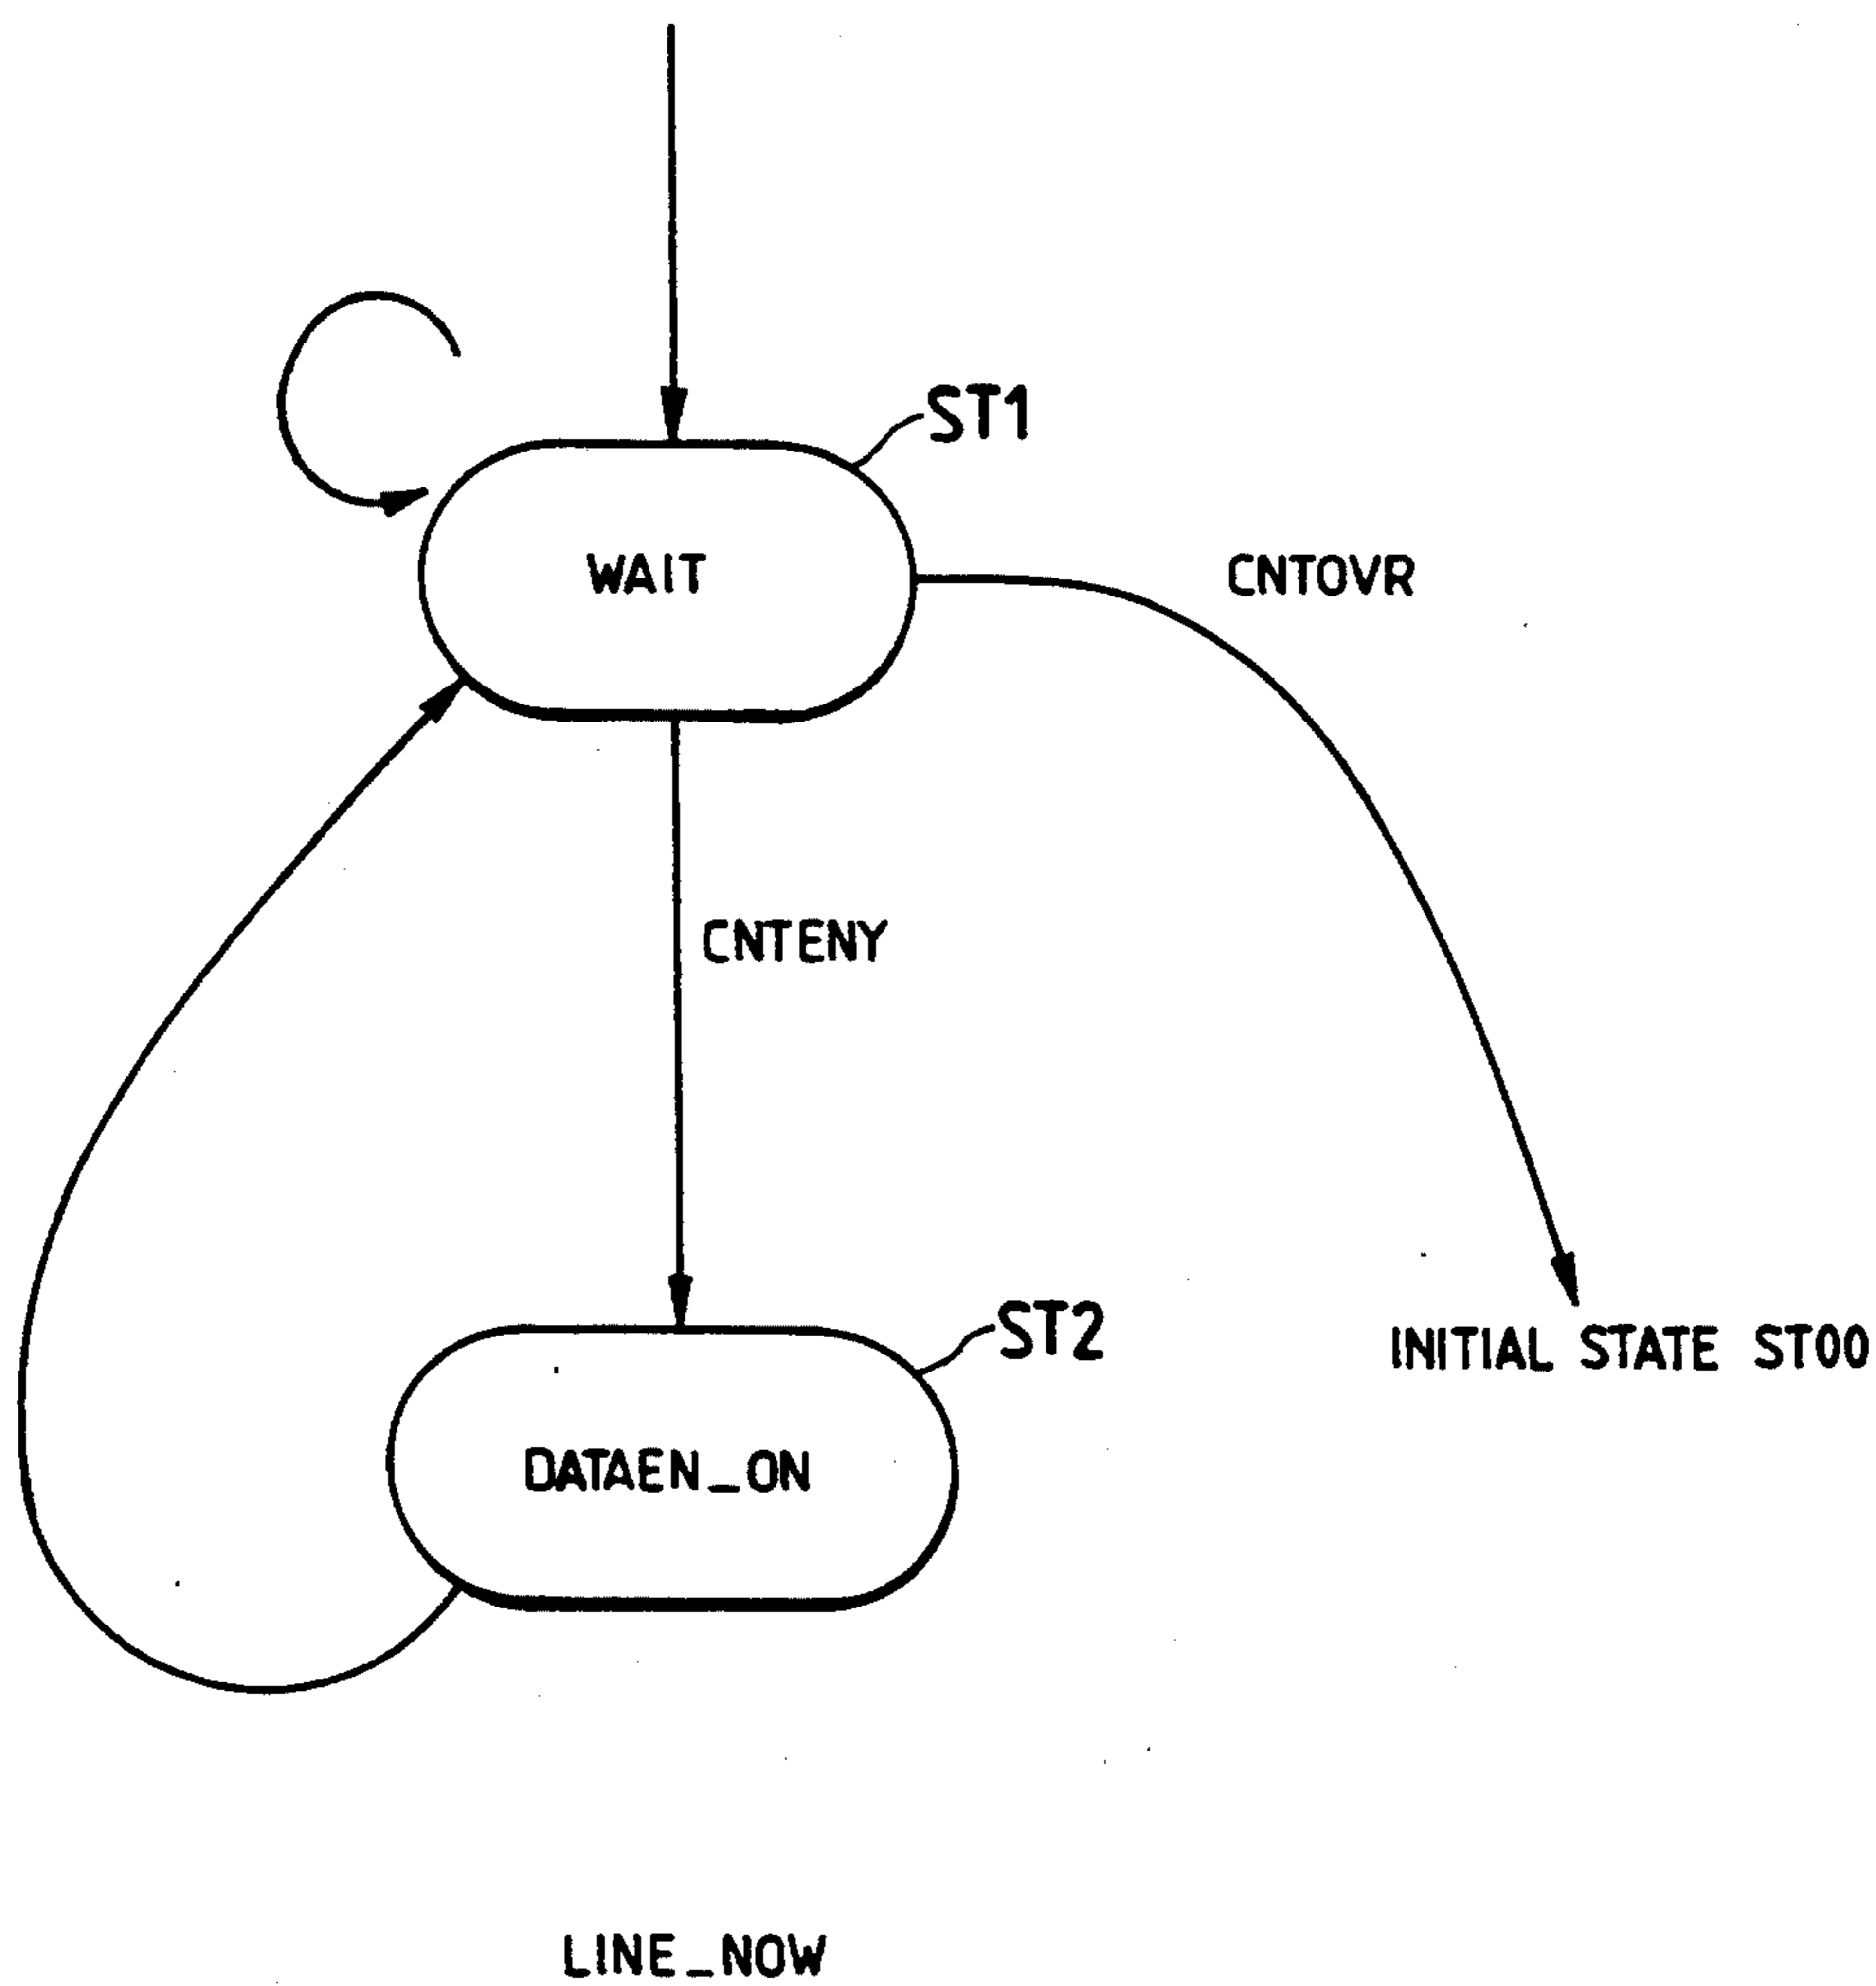 ST1
WAIT
CNTOVR
CNTENY
ST2
INITIAL STATE ST00
DATAEN_ON
LINE_NOW